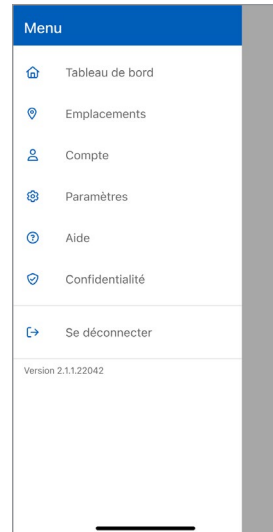 Menu
Tableau de bord
Emplacements
Compte
Paramètres
Aide
Confidentialité
Se déconnecter
Version 2.1.1.22042